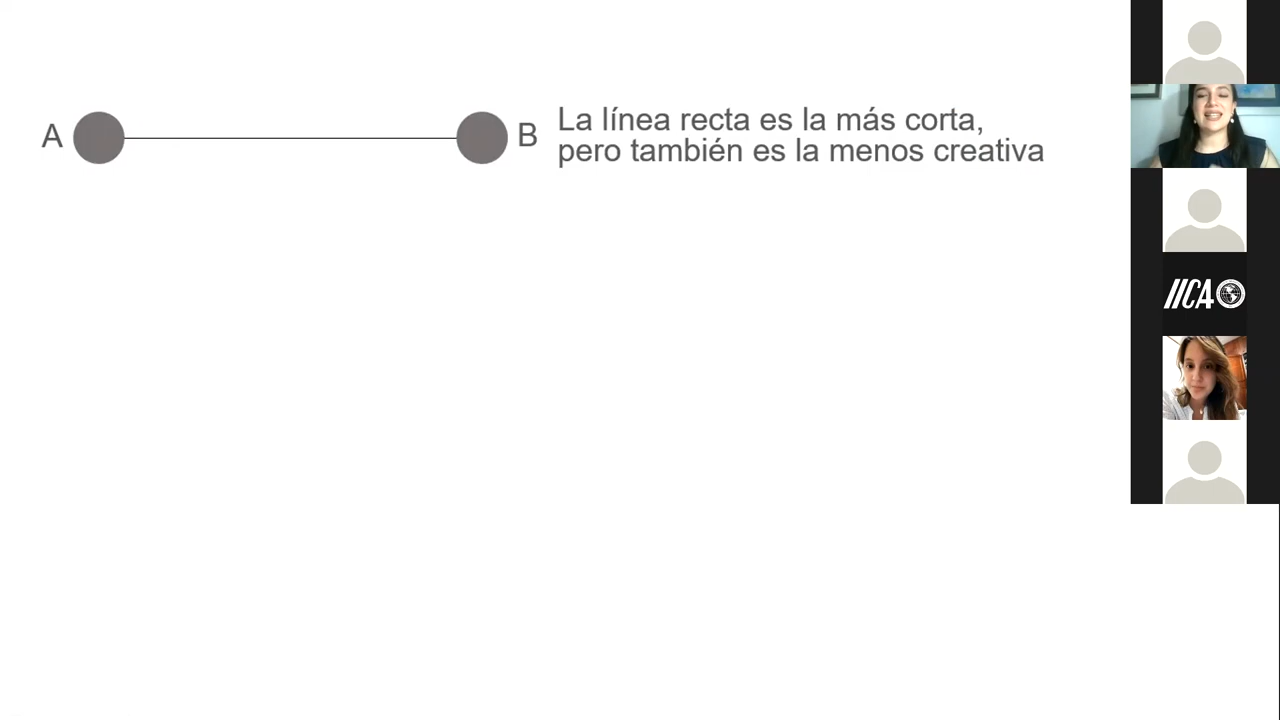 A
B
La línea recta es la más corta,
pero también es la menos creativa
IICA